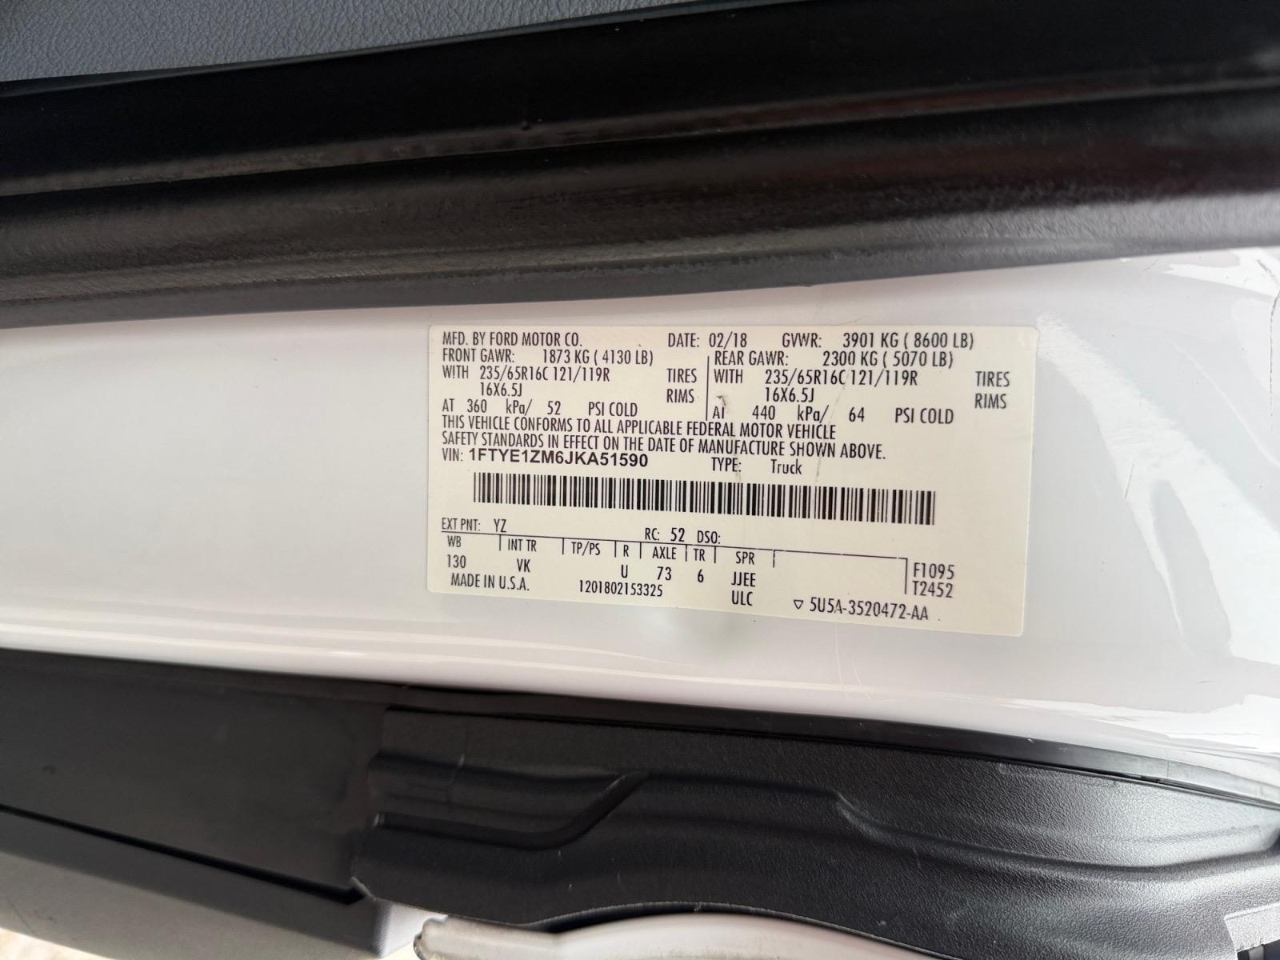 MFD. BY FORD MOTOR CO. DATE: 02/18 GVWR: 3901 KG ( 8600 LB)
FRONT GAWR: 1873 KG ( 4130 LB) REAR GAWR: 2300 KG ( 5070 LB)
WITH 235/65R16C 121/119R TIRES WITH 235/65R16C 121/119R TIRES
16X6.5J RIMS 16X6.5J RIMS
AT 360 kPa/ 52 PSI COLD AT 440 kPa/ 64 PSI COLD
THIS VEHICLE CONFORMS TO ALL APPLICABLE FEDERAL MOTOR VEHICLE
SAFETY STANDARDS IN EFFECT ON THE DATE OF MANUFACTURE SHOWN ABOVE.
VIN: 1FTYE1ZM6JKA51590 TYPE: Truck
EXT PNT: YZ RC: 52 DSO:
WB INT TR TP/PS R AXLE TR SPR F1095
130 VK U 73 6 JJEE T2452
MADE IN U.S.A. 1201802153325 ULC ▽ 5U5A-3520472-AA